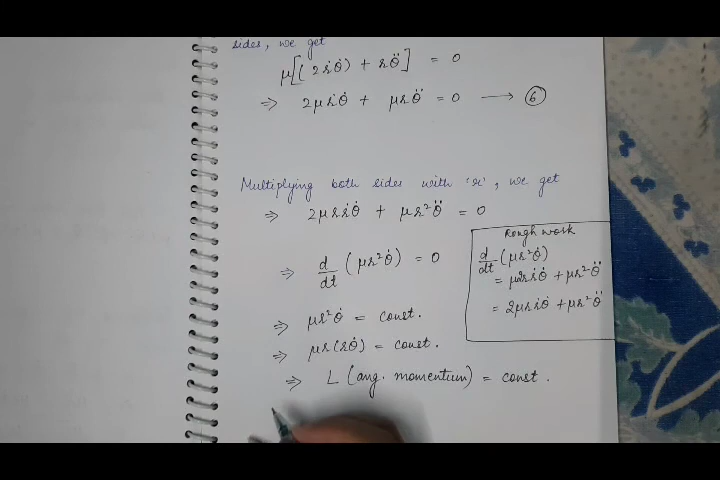 sides, we get
μ[(2ṙθ̇) + rθ̈] = 0
⇒ 2μṙθ̇ + μrθ̈ = 0 → ⑥
Multiplying both sides with 'r', we get
⇒ 2μrṙθ̇ + μr²θ̈ = 0
⇒ d/dt (μr²θ̇) = 0
⇒ μr²θ̇ = const.
⇒ μr(rθ̇) = const.
⇒ L (ang. momentum) = const.
Rough work
d/dt (μr²θ̇)
= μ2rṙθ̇ + μr²θ̈
= 2μrṙθ̇ + μr²θ̈